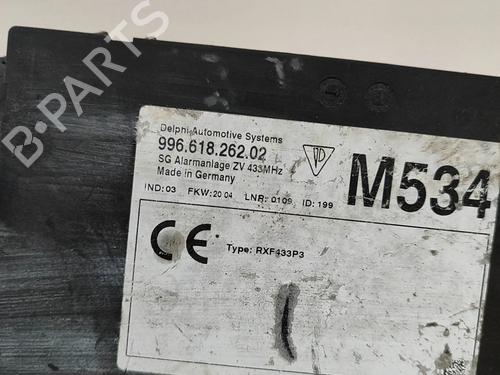 Delphi Automotive Systems
996.618.262.02
SG Alarmanlage ZV 433MHz
Made in Germany
IND: 03 FKW: 20 04 LNR: 0109 ID: 199
M534
CE
Type: RXF433P3
B-PARTS